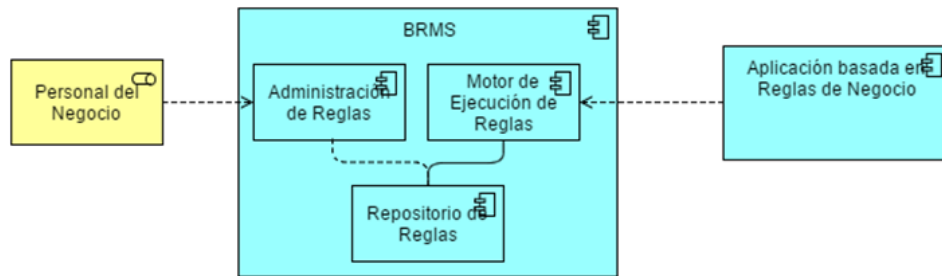 BRMS
Personal del
Negocio
Administración
de Reglas
Motor de
Ejecución de
Reglas
Aplicación basada en
Reglas de Negocio
Repositorio de
Reglas